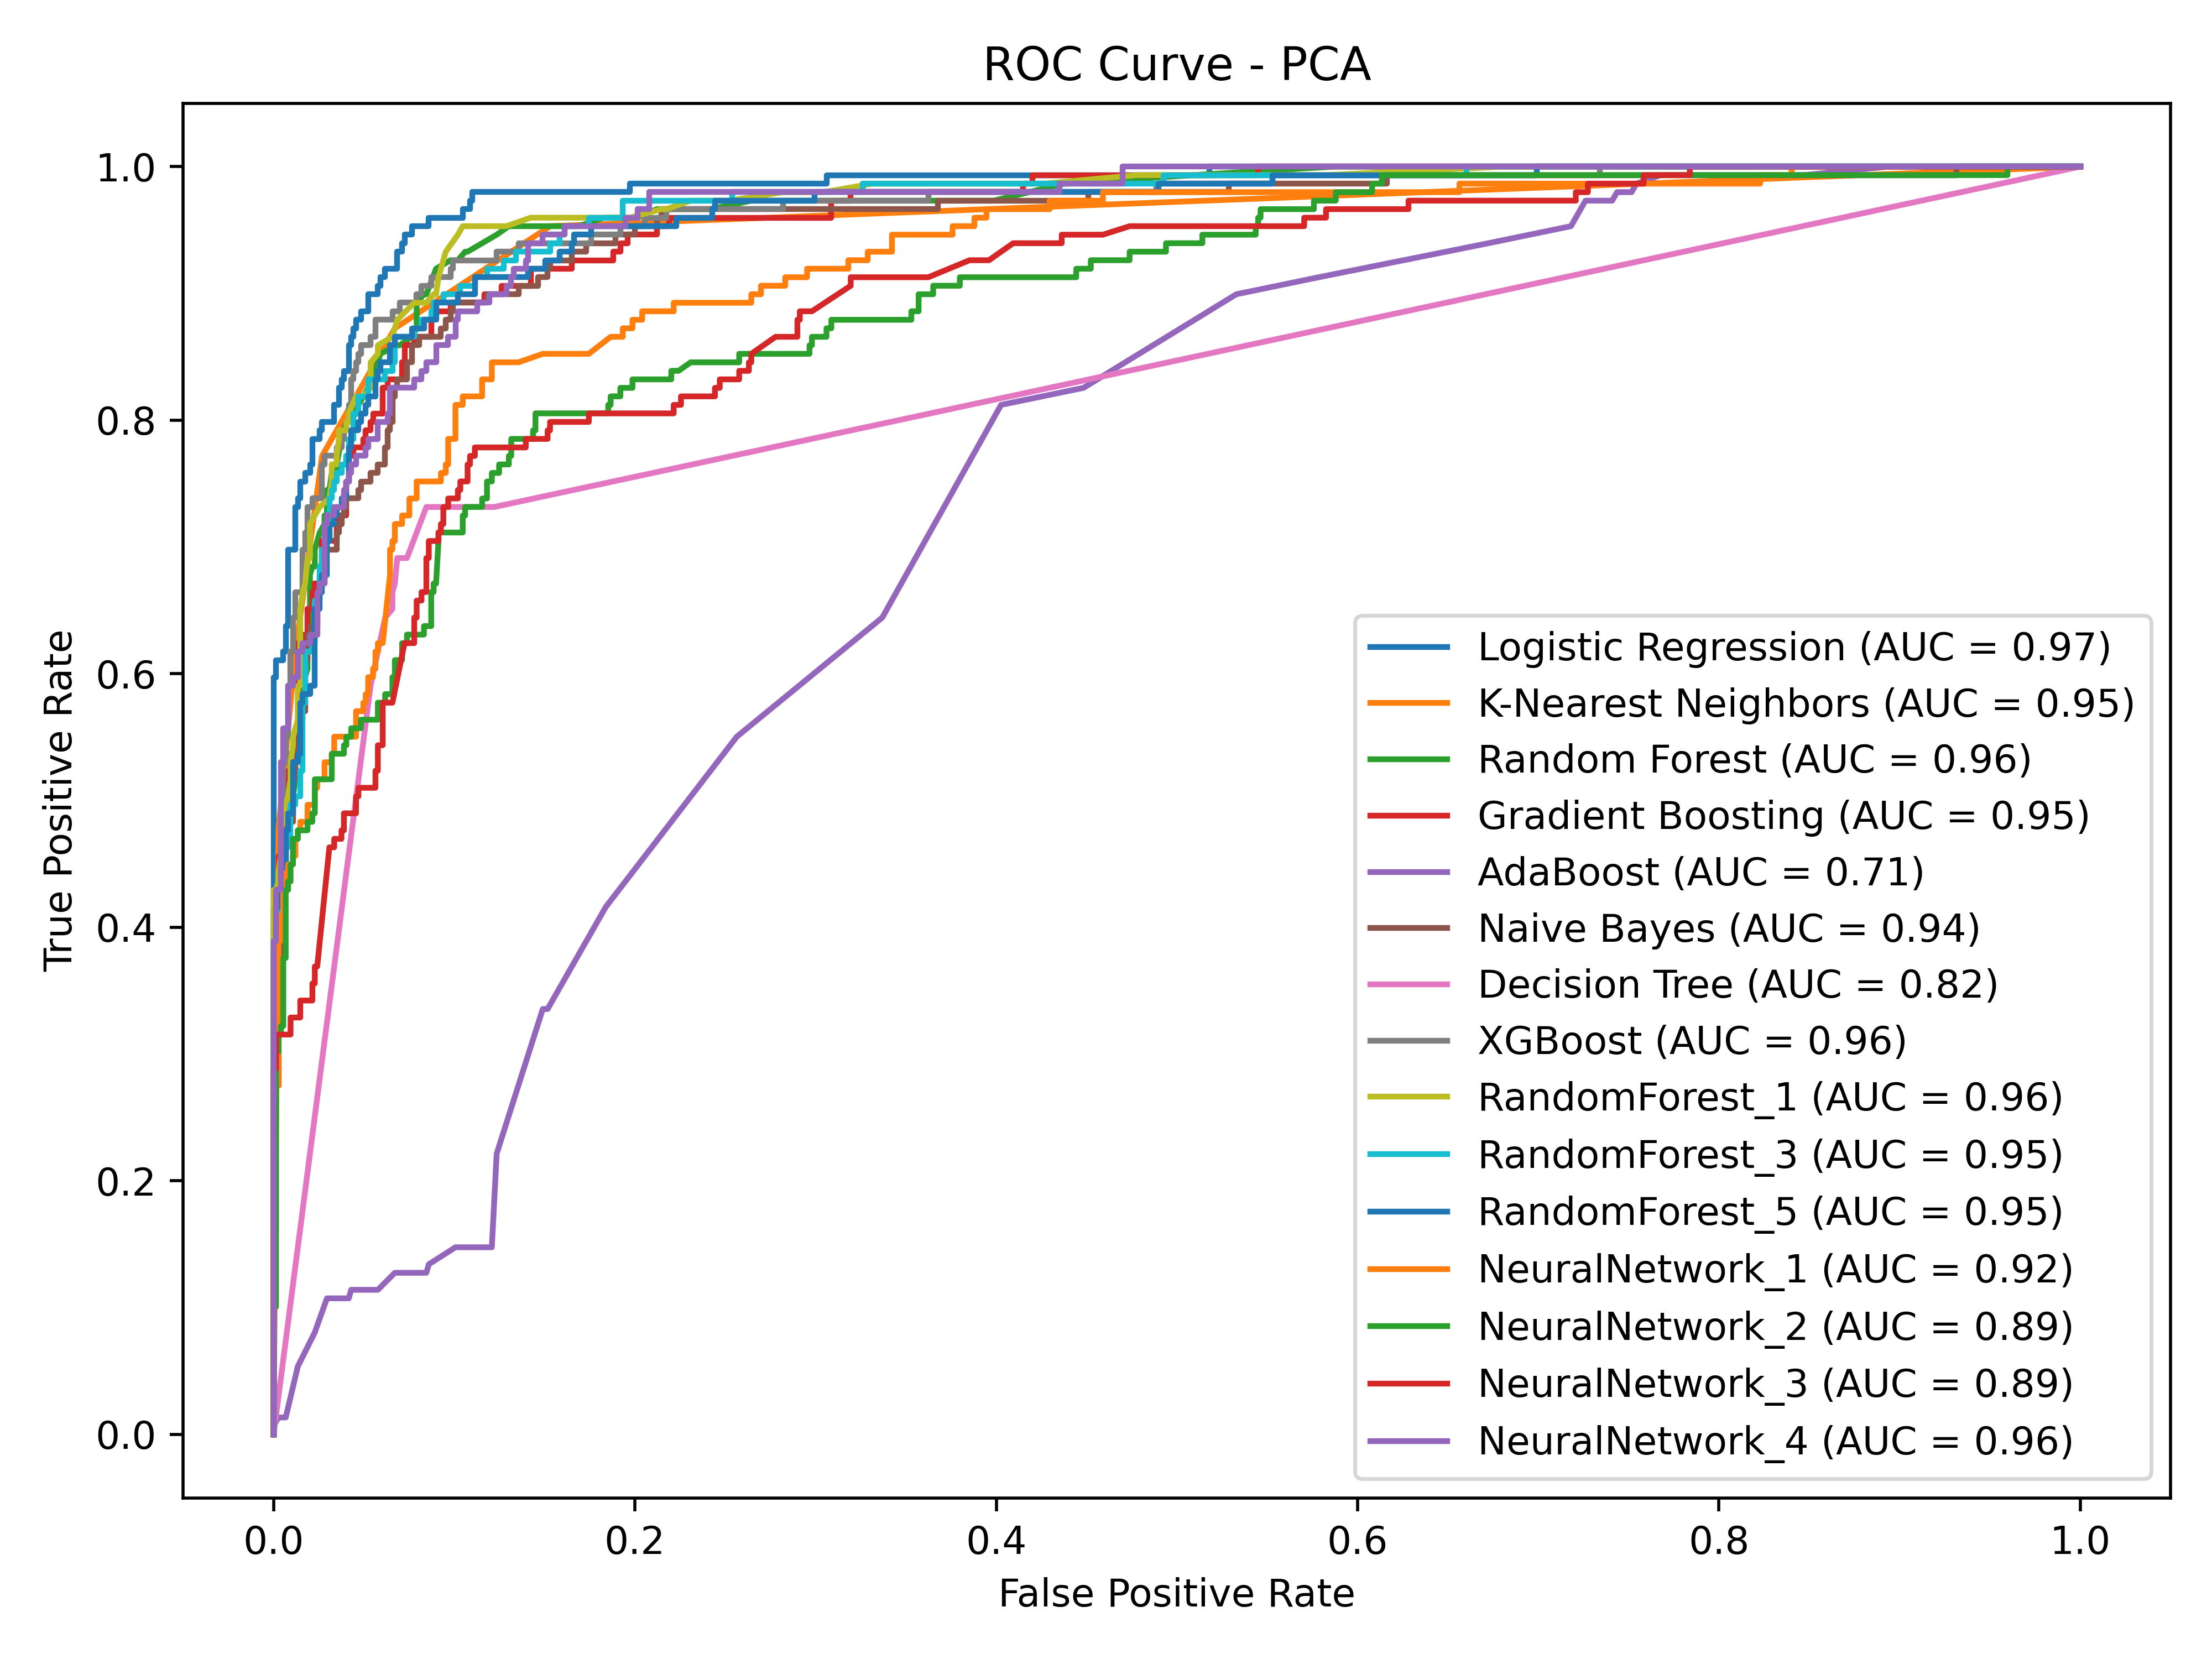 ROC Curve - PCA
True Positive Rate
1.0
0.8
0.6
0.4
0.2
0.0
Logistic Regression (AUC = 0.97)
K-Nearest Neighbors (AUC = 0.95)
Random Forest (AUC = 0.96)
Gradient Boosting (AUC = 0.95)
AdaBoost (AUC = 0.71)
Naive Bayes (AUC = 0.94)
Decision Tree (AUC = 0.82)
XGBoost (AUC = 0.96)
RandomForest_1 (AUC = 0.96)
RandomForest_3 (AUC = 0.95)
RandomForest_5 (AUC = 0.95)
NeuralNetwork_1 (AUC = 0.92)
NeuralNetwork_2 (AUC = 0.89)
NeuralNetwork_3 (AUC = 0.89)
NeuralNetwork_4 (AUC = 0.96)
0.0 0.2 0.4 0.6 0.8 1.0
False Positive Rate